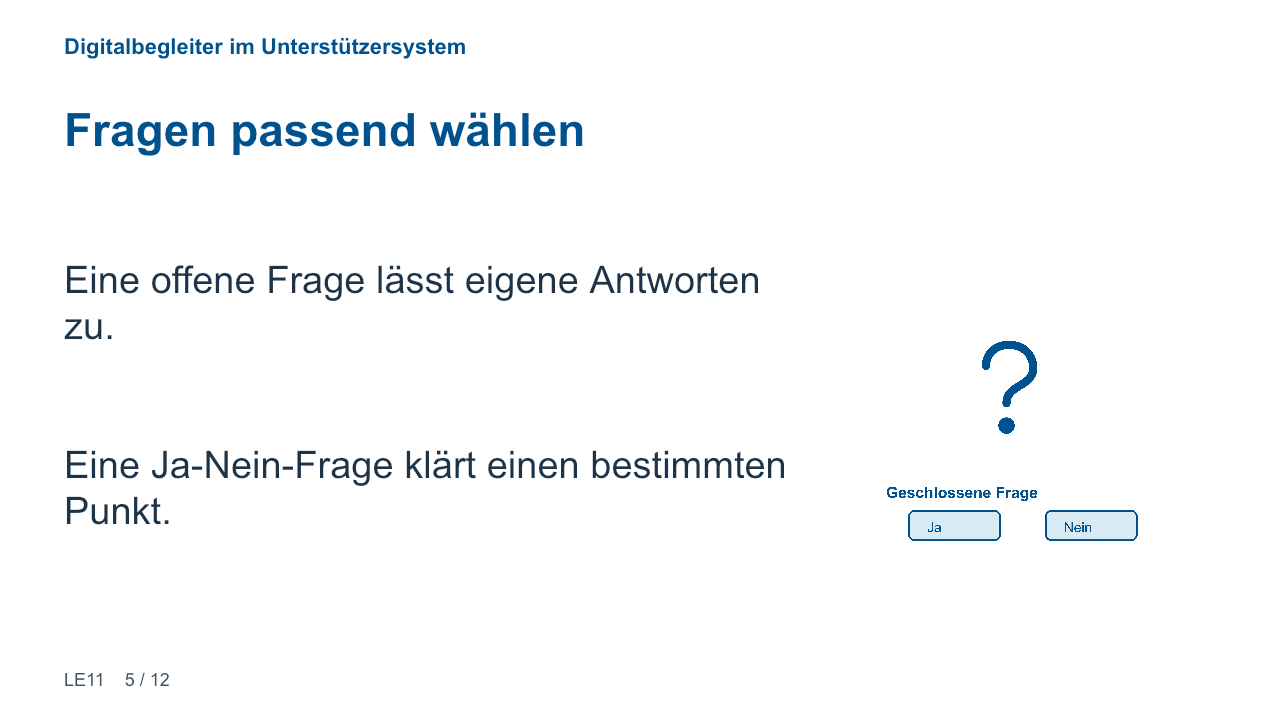 Digitalbegleiter im Unterstützersystem
Fragen passend wählen
Eine offene Frage lässt eigene Antworten
zu.
Eine Ja-Nein-Frage klärt einen bestimmten
Punkt.
?
Geschlossene Frage
Ja
Nein
LE11 5 / 12